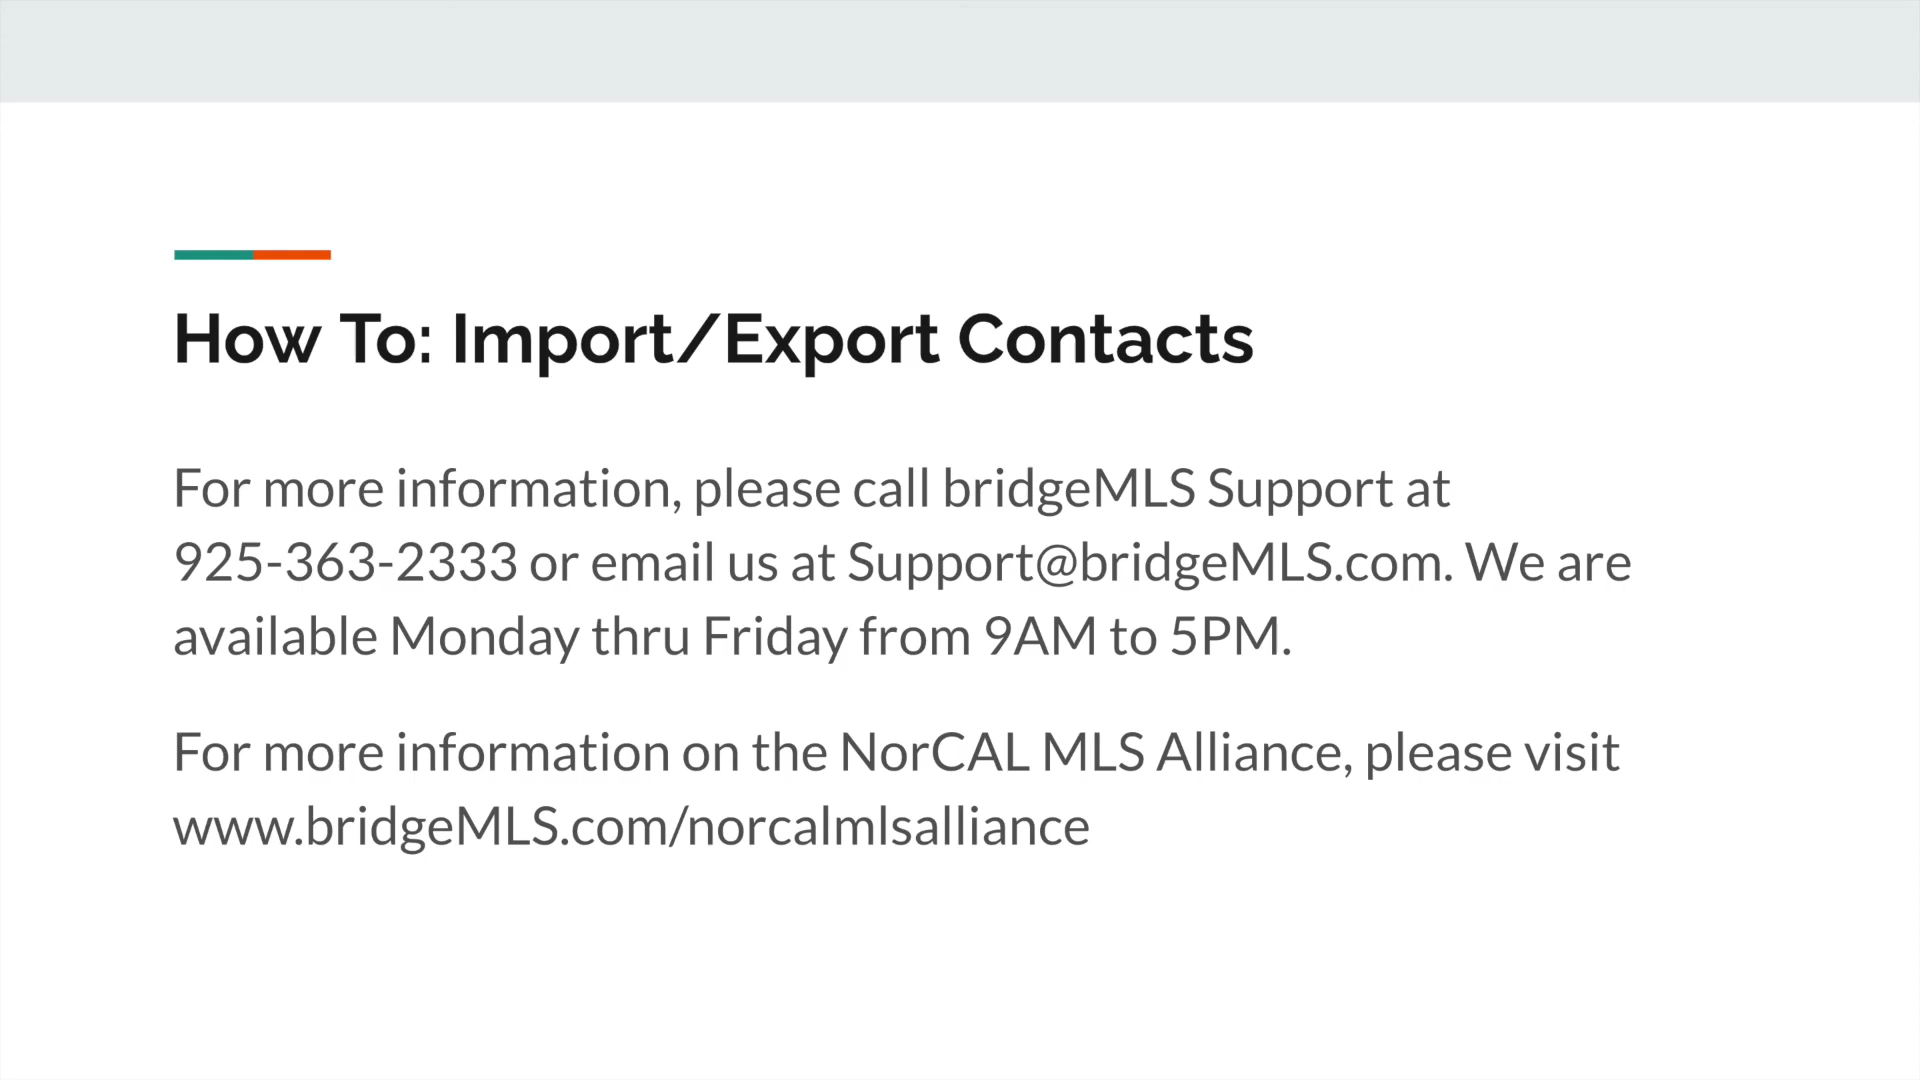 How To: Import/Export Contacts
For more information, please call bridgeMLS Support at
925-363-2333 or email us at Support@bridgeMLS.com. We are
available Monday thru Friday from 9AM to 5PM.
For more information on the NorCAL MLS Alliance, please visit
www.bridgeMLS.com/norcalmlsalliance